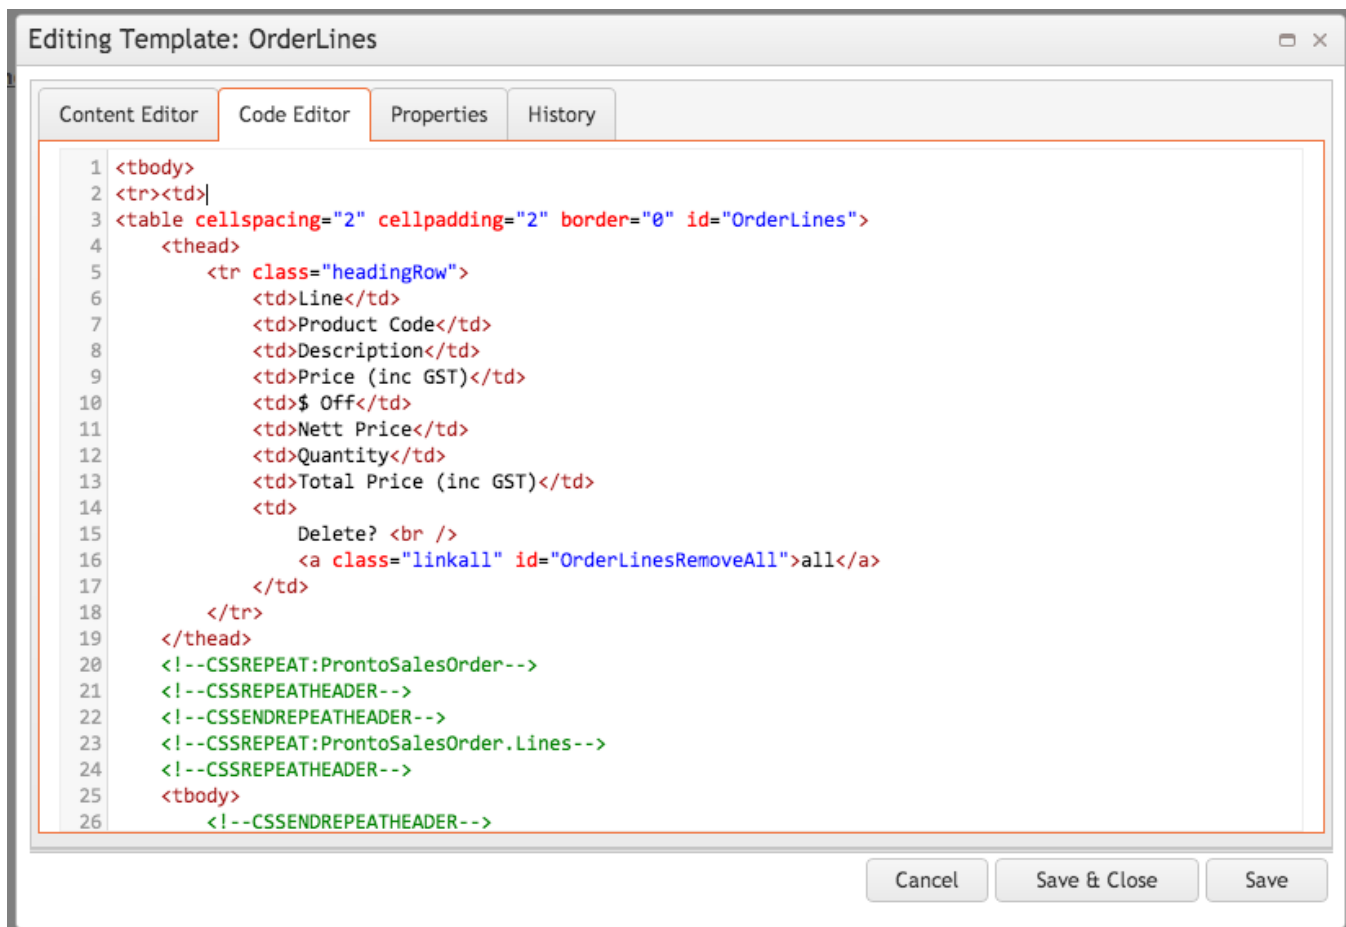 Editing Template: OrderLines
Content Editor Code Editor Properties History
1 <tbody>
2 <tr><td>
3 <table cellspacing="2" cellpadding="2" border="0" id="OrderLines">
4     <thead>
5         <tr class="headingRow">
6             <td>Line</td>
7             <td>Product Code</td>
8             <td>Description</td>
9             <td>Price (inc GST)</td>
10             <td>$ Off</td>
11             <td>Nett Price</td>
12             <td>Quantity</td>
13             <td>Total Price (inc GST)</td>
14             <td>
15                 Delete? <br />
16                 <a class="linkall" id="OrderLinesRemoveAll">all</a>
17             </td>
18         </tr>
19     </thead>
20     <!--CSSREPEAT:ProntoSalesOrder-->
21     <!--CSSREPEATHEADER-->
22     <!--CSSENDREPEATHEADER-->
23     <!--CSSREPEAT:ProntoSalesOrder.Lines-->
24     <!--CSSREPEATHEADER-->
25     <tbody>
26         <!--CSSENDREPEATHEADER-->
Cancel Save & Close Save